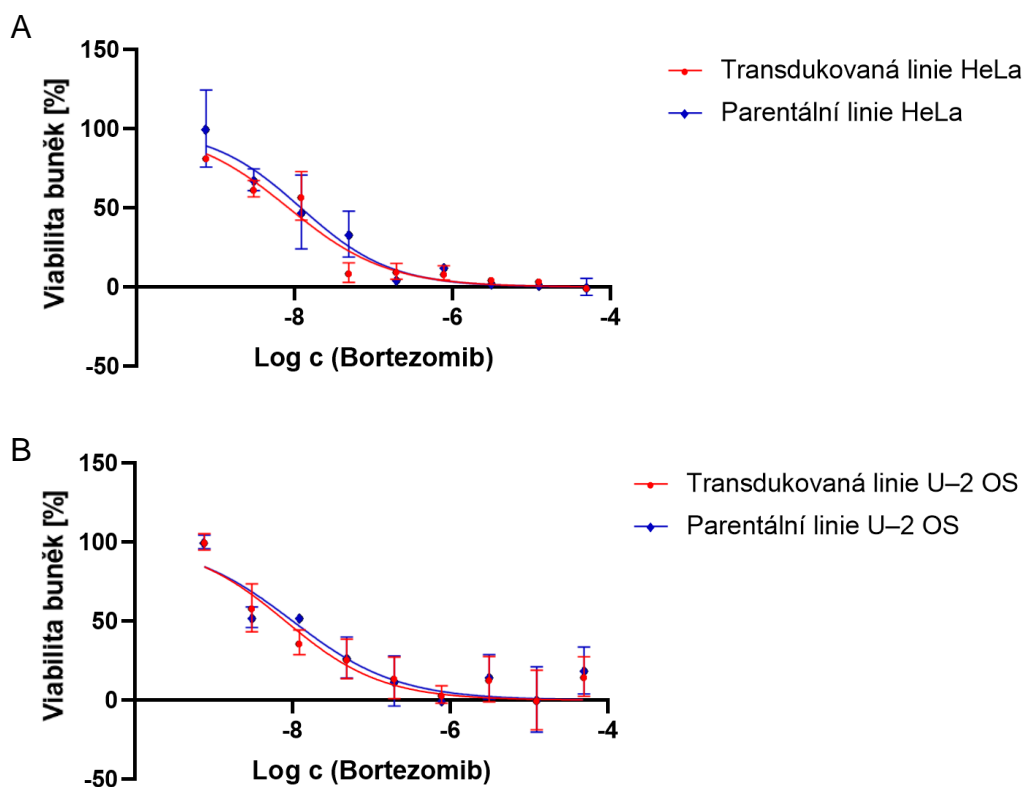 A
150
100
50
0
-50
Viabilita buněk [%]
-8
-6
-4
Log c (Bortezomib)
Transdukovaná linie HeLa
Parentální linie HeLa
B
150
100
50
0
-50
Viabilita buněk [%]
-8
-6
-4
Log c (Bortezomib)
Transdukovaná linie U–2 OS
Parentální linie U–2 OS